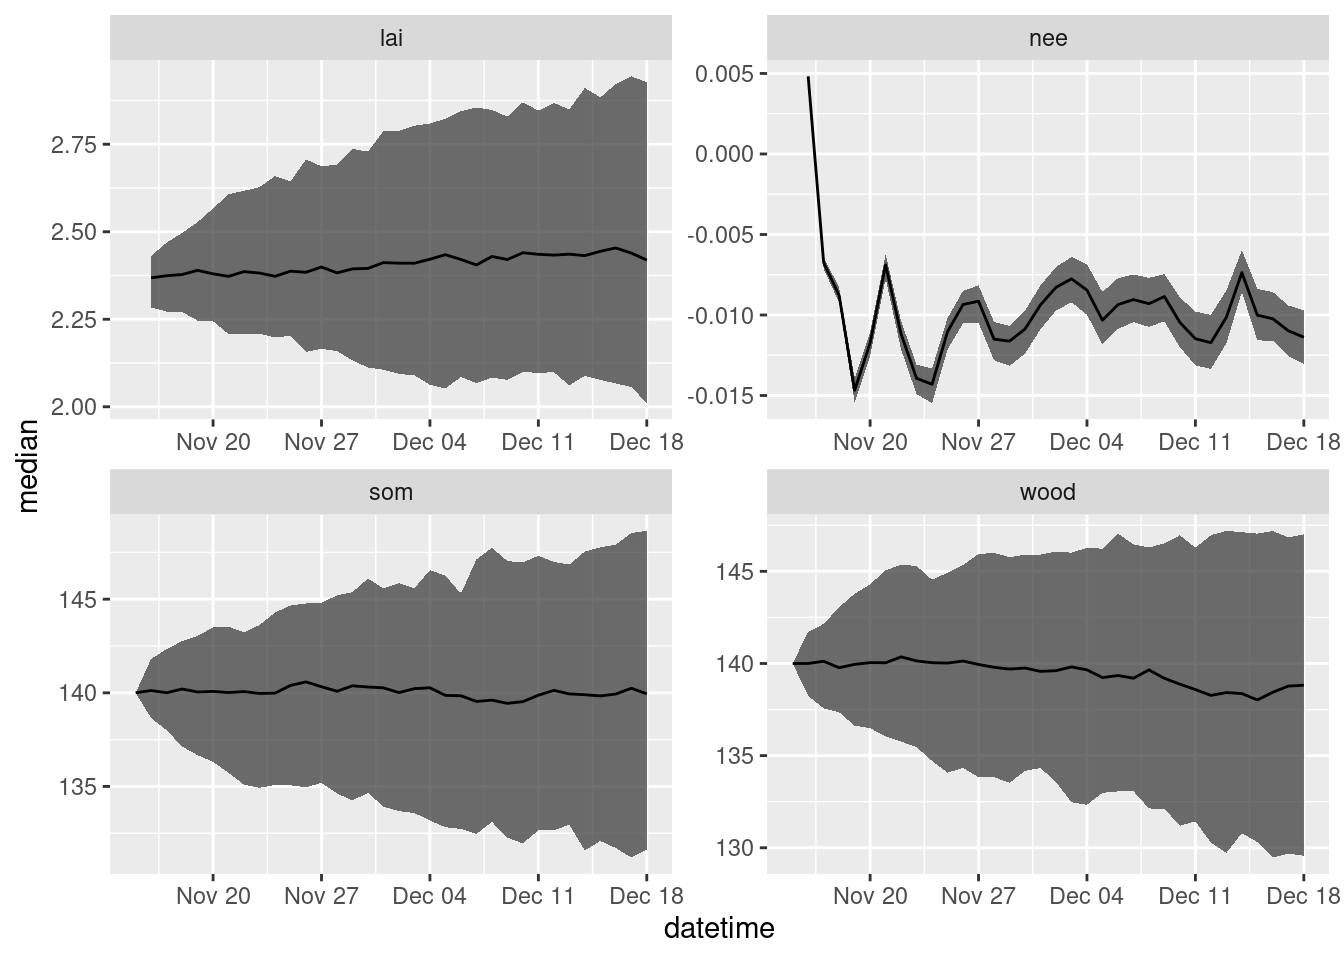 lai
nee
2.75
2.50
2.25
2.00
0.005
0.000
-0.005
-0.010
-0.015
Nov 20 Nov 27 Dec 04 Dec 11 Dec 18
Nov 20 Nov 27 Dec 04 Dec 11 Dec 18
median
som
wood
145
140
135
145
140
135
130
Nov 20 Nov 27 Dec 04 Dec 11 Dec 18
Nov 20 Nov 27 Dec 04 Dec 11 Dec 18
datetime